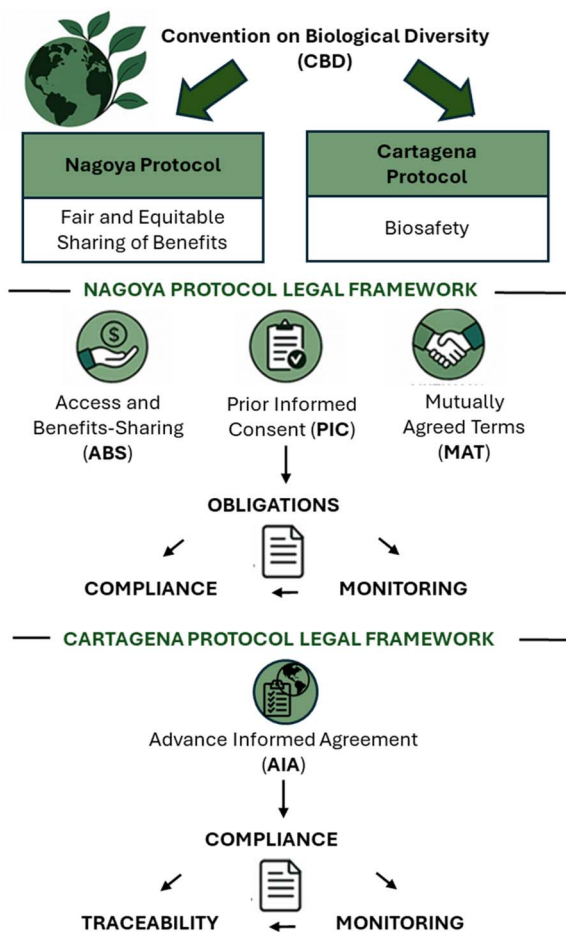 Convention on Biological Diversity
(CBD)
Nagoya Protocol
Fair and Equitable
Sharing of Benefits
Cartagena
Protocol
Biosafety
NAGOYA PROTOCOL LEGAL FRAMEWORK
$
Access and
Benefits-Sharing
(ABS)
Prior Informed
Consent (PIC)
Mutually
Agreed Terms
(MAT)
OBLIGATIONS
COMPLIANCE
MONITORING
CARTAGENA PROTOCOL LEGAL FRAMEWORK
Advance Informed Agreement
(AIA)
COMPLIANCE
TRACEABILITY
MONITORING